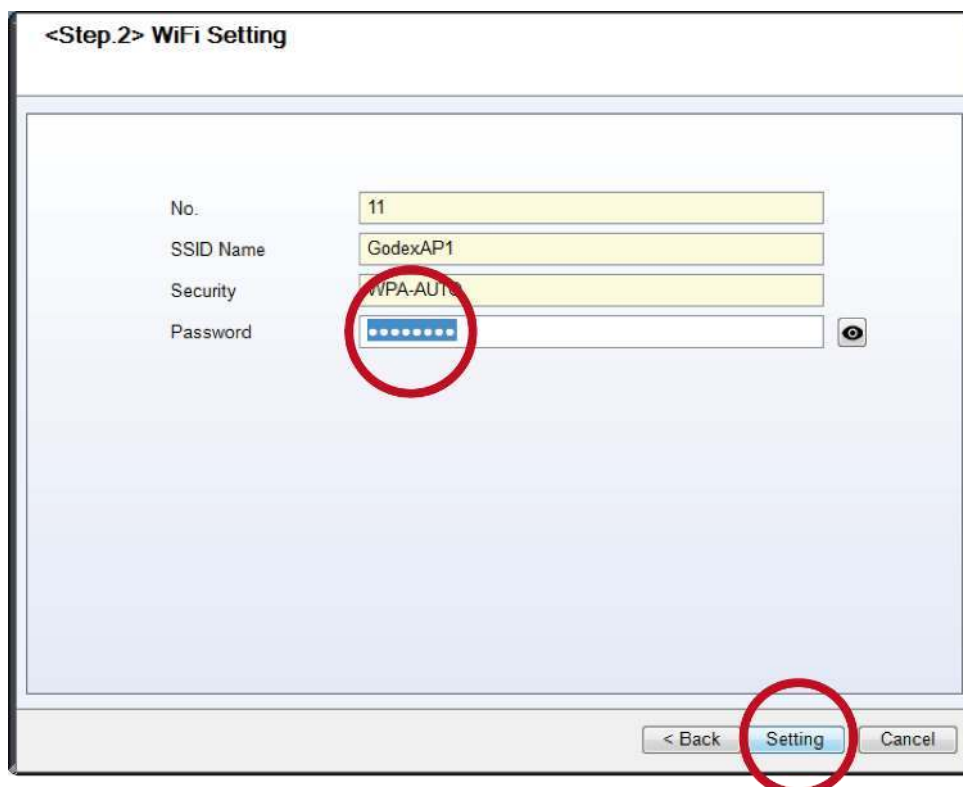 <Step.2> WiFi Setting
No. 11
SSID Name GodexAP1
Security WPA-AUTO
Password ••••••••
< Back Setting Cancel